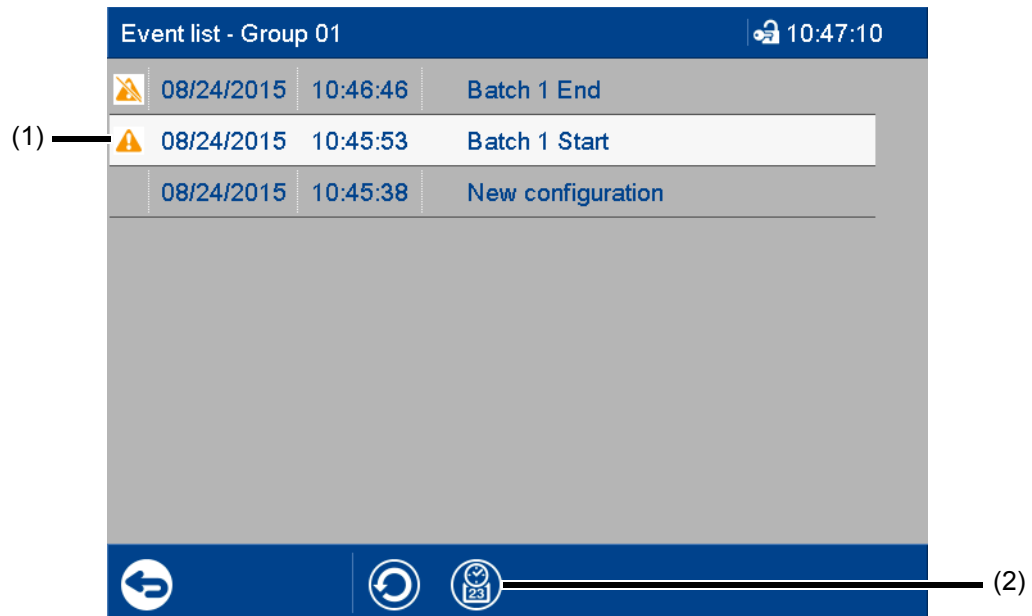 Event list - Group 01 10:47:10
08/24/2015 10:46:46 Batch 1 End
(1) 08/24/2015 10:45:53 Batch 1 Start
08/24/2015 10:45:38 New configuration
23 (2)